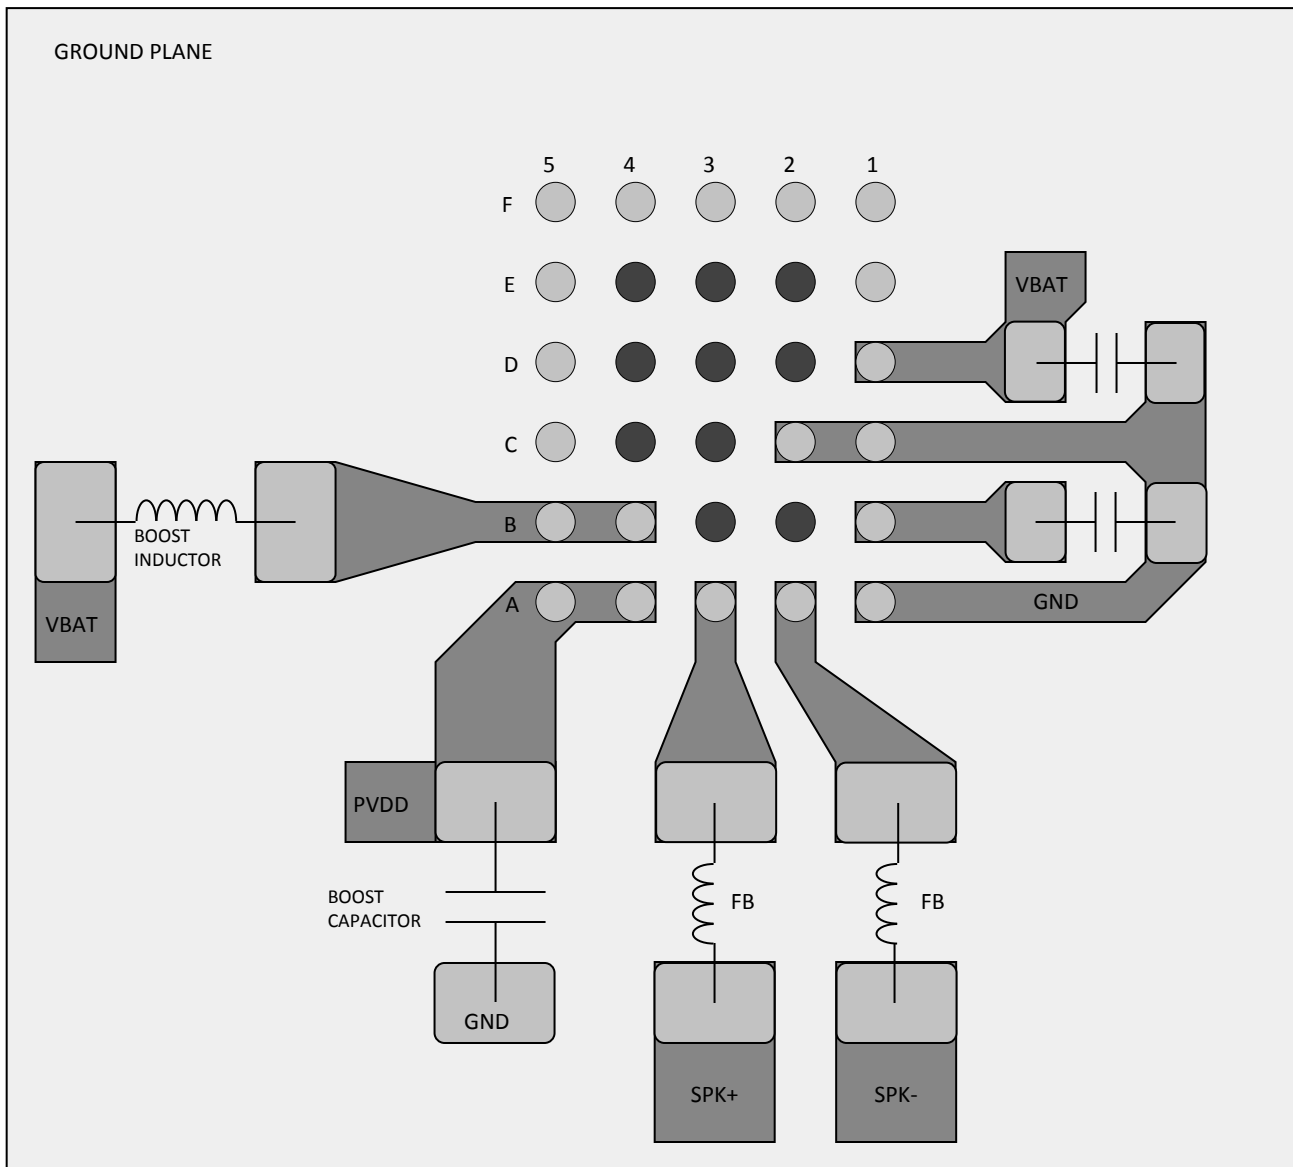 GROUND PLANE
5 4 3 2 1
F
E
VBAT
D
C
B
BOOST
INDUCTOR
A
GND
VBAT
PVDD
BOOST
CAPACITOR
FB
FB
GND
SPK+
SPK-